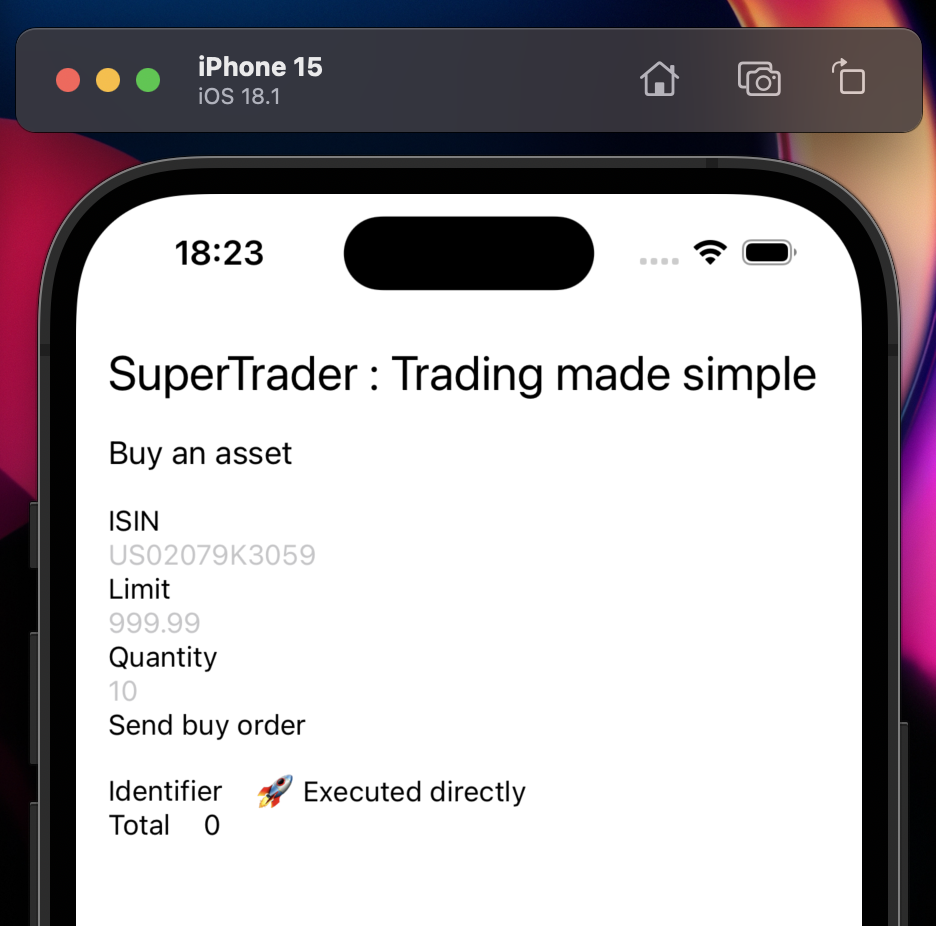 iPhone 15
iOS 18.1
18:23
SuperTrader : Trading made simple
Buy an asset
ISIN
US02079K3059
Limit
999.99
Quantity
10
Send buy order
Identifier 🚀 Executed directly
Total 0